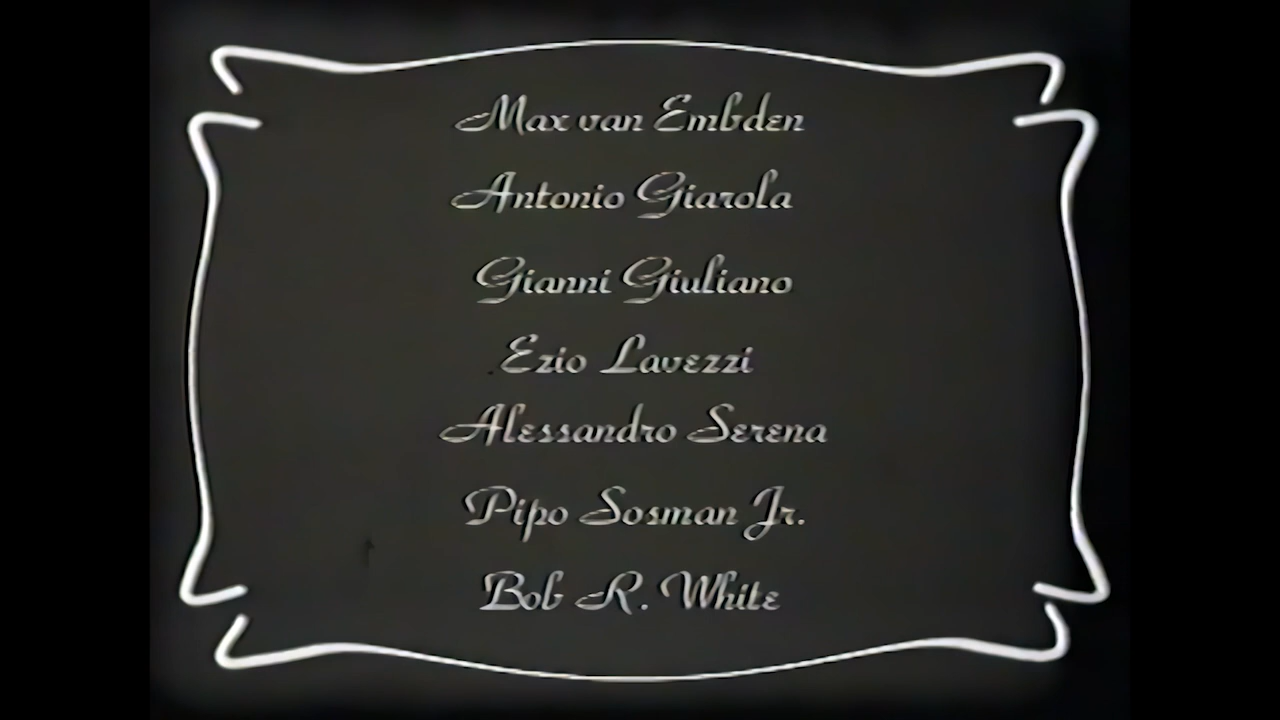 Max van Embden
Antonio Giarola
Gianni Giuliano
Ezio Lavezzi
Alessandro Serena
Pipo Sosman Jr.
Bob R. White